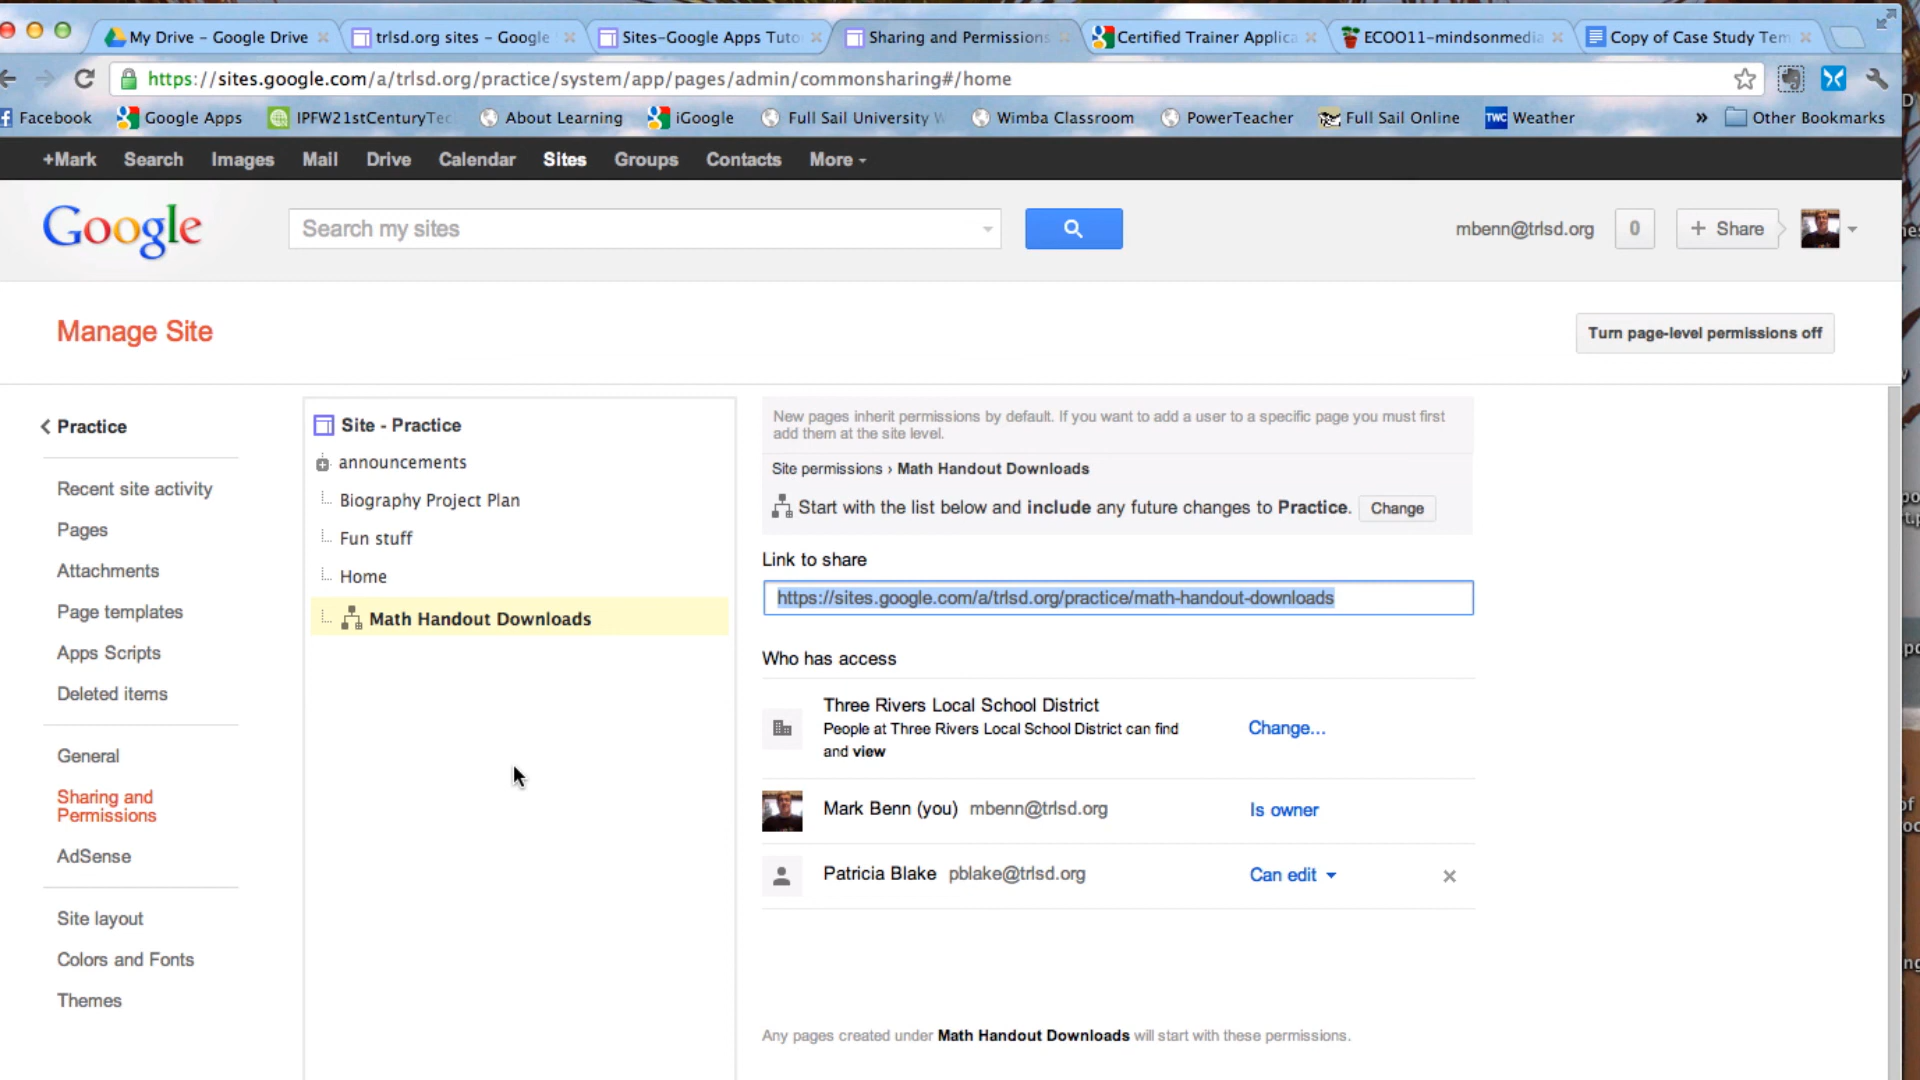 My Drive – Google Drive
trlsd.org sites – Google
Sites–Google Apps Tuto
Sharing and Permissions
Certified Trainer Applica
ECOO11–mindsonmedia
Copy of Case Study Tem
https://sites.google.com/a/trlsd.org/practice/system/app/pages/admin/commonsharing#/home
Facebook Google Apps IPFW21stCenturyTec About Learning iGoogle Full Sail University W Wimba Classroom PowerTeacher Full Sail Online TWC Weather » Other Bookmarks
+Mark Search Images Mail Drive Calendar Sites Groups Contacts More
Google
Search my sites
mbenn@trlsd.org
0
+ Share
Manage Site
Turn page-level permissions off
Practice
Recent site activity
Pages
Attachments
Page templates
Apps Scripts
Deleted items
General
Sharing and
Permissions
AdSense
Site layout
Colors and Fonts
Themes
Site - Practice
announcements
Biography Project Plan
Fun stuff
Home
Math Handout Downloads
New pages inherit permissions by default. If you want to add a user to a specific page you must first
add them at the site level.
Site permissions › Math Handout Downloads
Start with the list below and include any future changes to Practice. Change
Link to share
https://sites.google.com/a/trlsd.org/practice/math-handout-downloads
Who has access
Three Rivers Local School District
People at Three Rivers Local School District can find
and view
Change...
Mark Benn (you) mbenn@trlsd.org Is owner
Patricia Blake pblake@trlsd.org Can edit
Any pages created under Math Handout Downloads will start with these permissions.